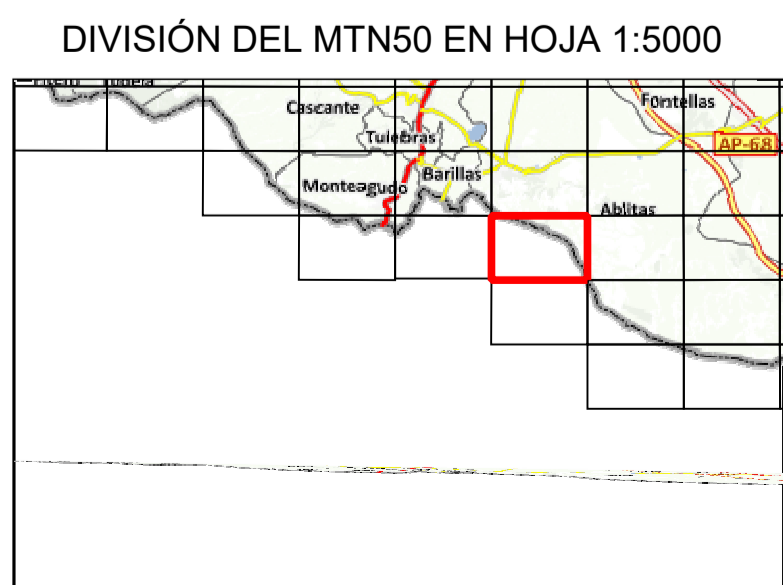 DIVISIÓN DEL MTN50 EN HOJA 1:5000
Cascante
Fontellas
Tulebras
AP-68
Barillas
Monteagudo
Ablitas